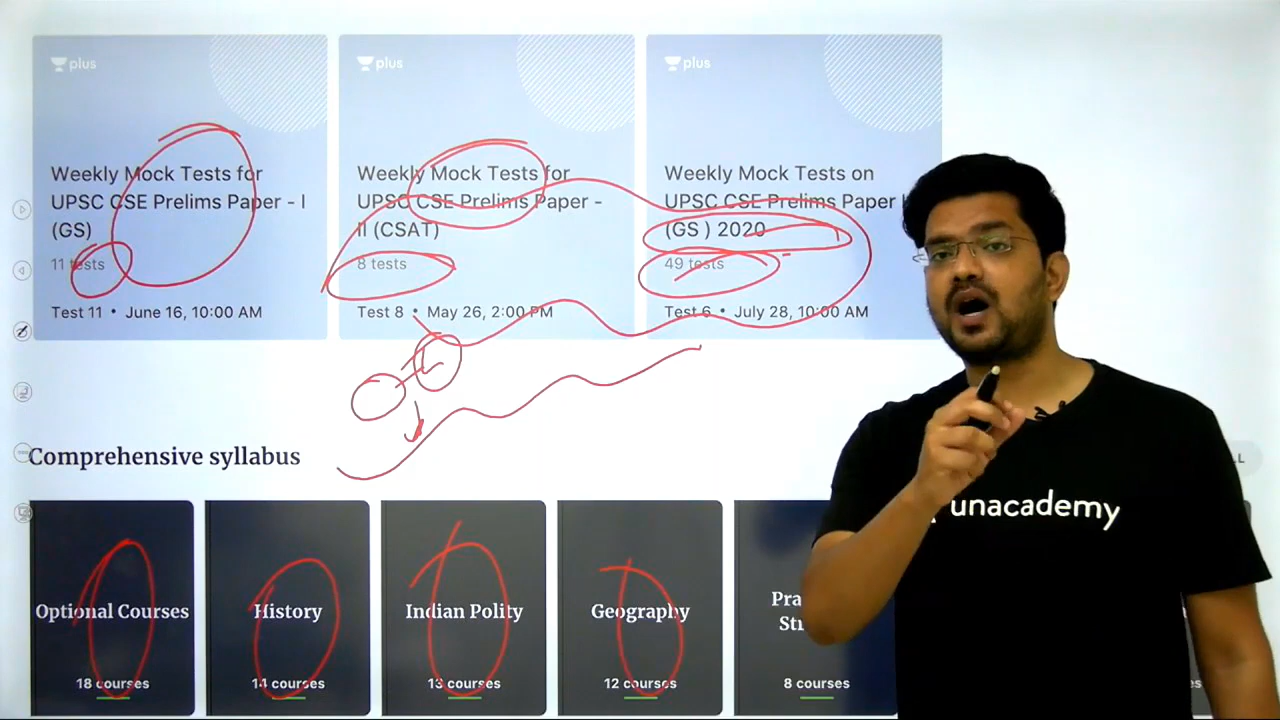 plus
Weekly Mock Tests for
UPSC CSE Prelims Paper - I
(GS)
11 tests
Test 11 • June 16, 10:00 AM
plus
Weekly Mock Tests for
UPSC CSE Prelims Paper -
II (CSAT)
8 tests
Test 8 • May 26, 2:00 PM
plus
Weekly Mock Tests on
UPSC CSE Prelims Paper
(GS ) 2020
49 tests
Test 6 • July 28, 10:00 AM
Comprehensive syllabus
Optional Courses
18 courses
History
14 courses
Indian Polity
13 courses
Geography
12 courses
8 courses
unacademy